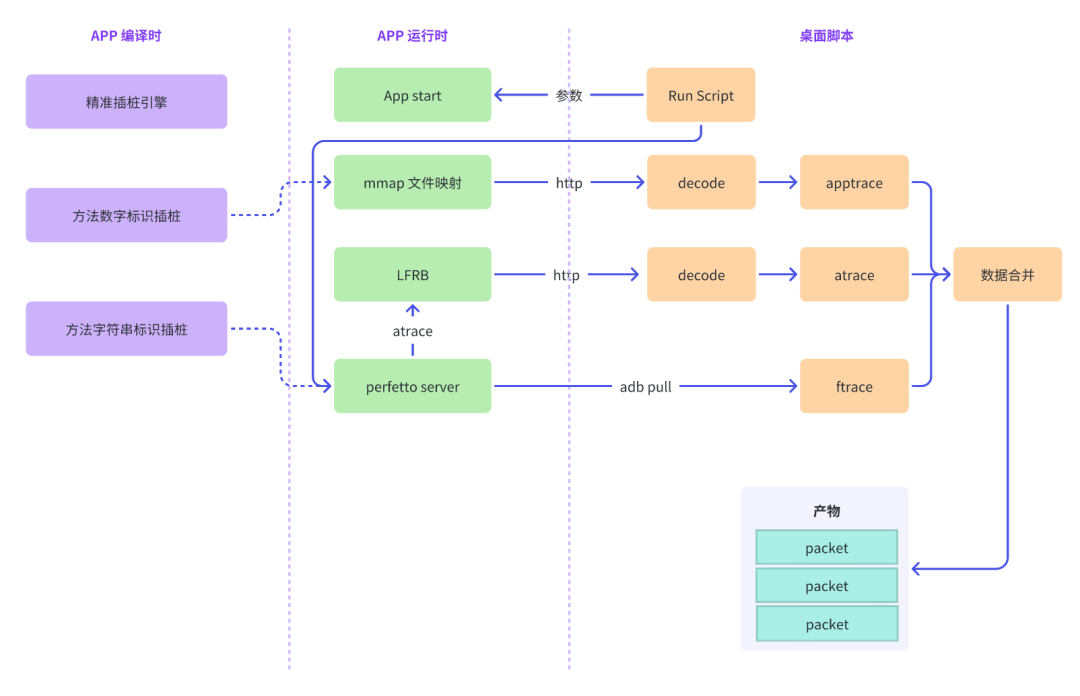 APP 编译时
APP 运行时
桌面脚本
精准插桩引擎
App start
参数
Run Script
方法数字标识插桩
mmap 文件映射
http
decode
apptrace
LFRB
http
decode
atrace
数据合并
方法字符串标识插桩
atrace
perfetto server
adb pull
ftrace
产物
packet
packet
packet